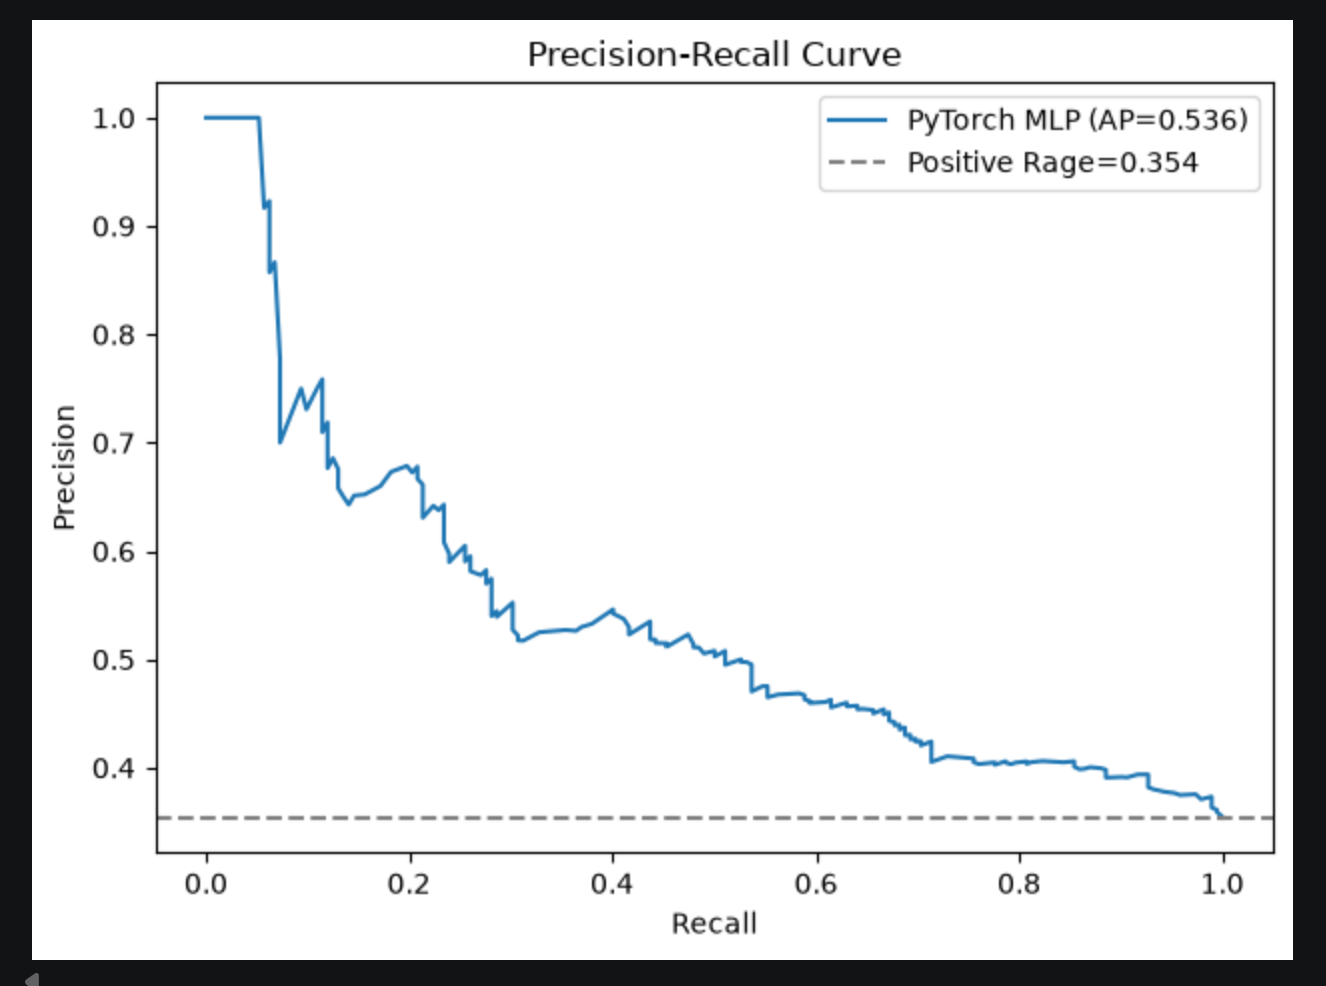 Precision-Recall Curve
PyTorch MLP (AP=0.536)
Positive Rage=0.354
1.0
0.9
0.8
0.7
0.6
0.5
0.4
Precision
0.0 0.2 0.4 0.6 0.8 1.0
Recall